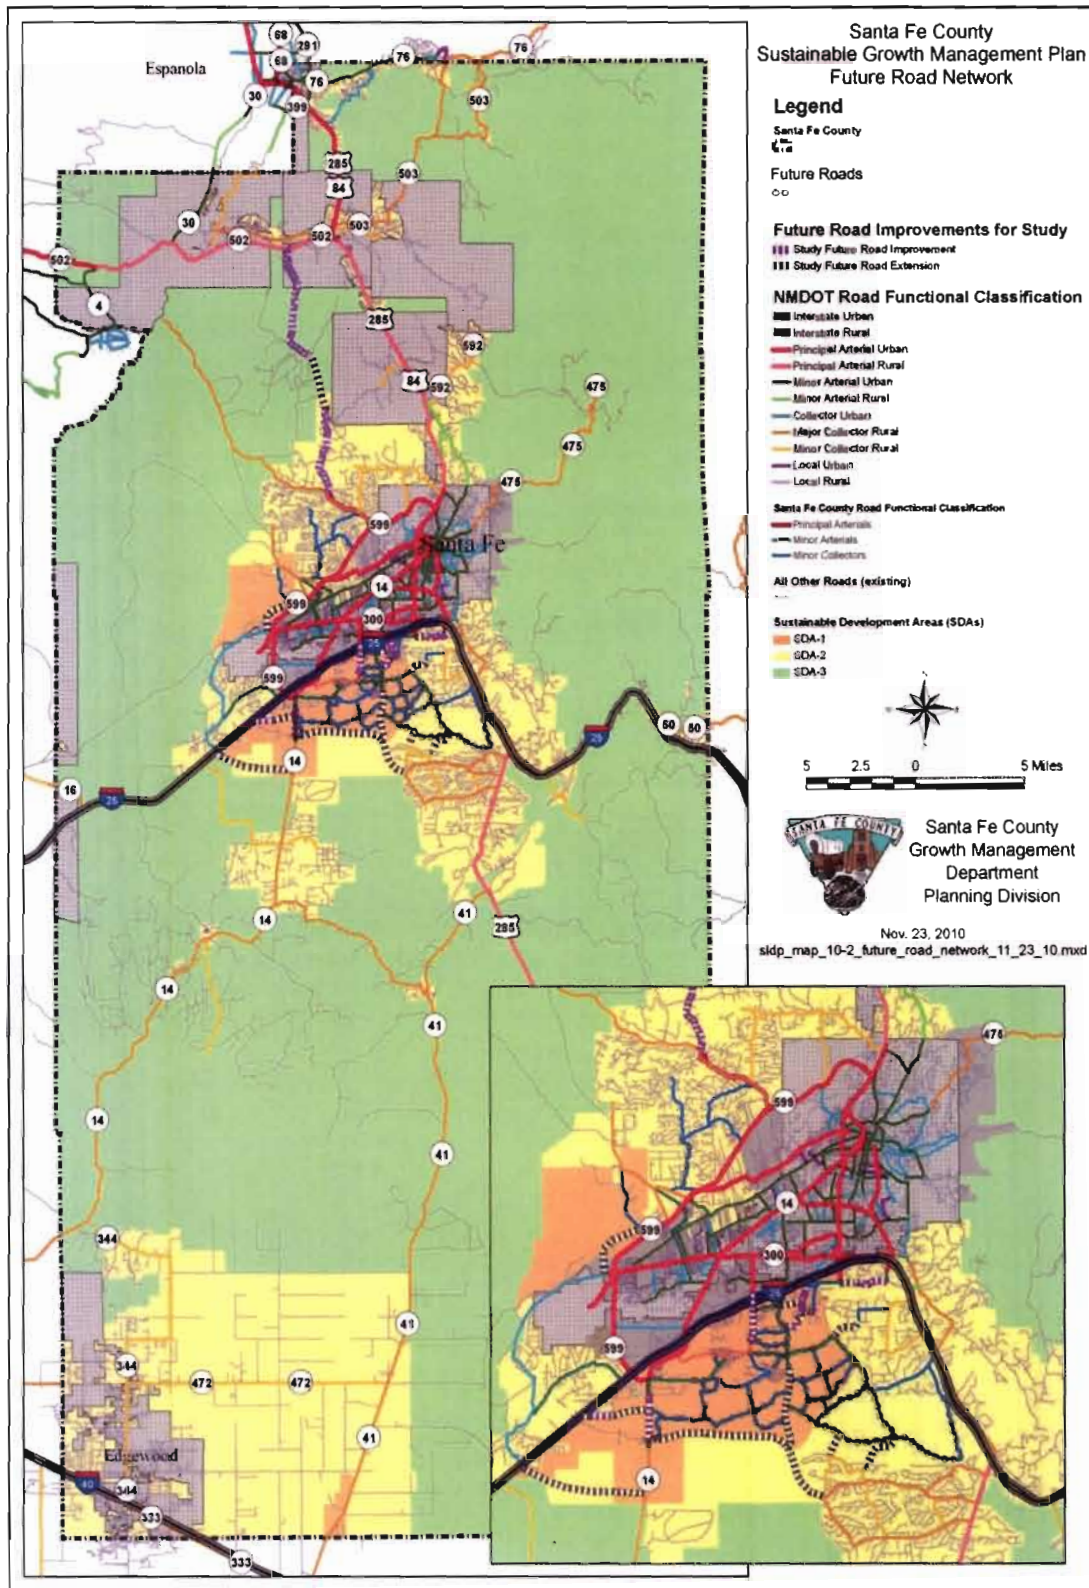 Santa Fe County
Sustainable Growth Management Plan
Future Road Network
Legend
Santa Fe County
Future Roads
Future Road Improvements for Study
Study Future Road Improvement
Study Future Road Extension
NMDOT Road Functional Classification
Interstate Urban
Interstate Rural
Principal Arterial Urban
Principal Arterial Rural
Minor Arterial Urban
Minor Arterial Rural
Collector Urban
Major Collector Rural
Minor Collector Rural
Local Urban
Local Rural
Santa Fe County Road Functional Classification
Principal Arterials
Minor Arterials
Minor Collectors
All Other Roads (existing)
Sustainable Development Areas (SDAs)
SDA-1
SDA-2
SDA-3
5 2.5 0 5 Miles
SANTA FE COUNTY
Santa Fe County
Growth Management
Department
Planning Division
Nov. 23, 2010
sldp_map_10-2_future_road_network_11_23_10.mxd
68
291
68
Espanola
76
76
76
30
399
503
285
84
503
30
502
502
503
502
4
285
592
84
592
475
475
475
599
Santa Fe
14
599
300
25
599
50
50
25
14
16
25
41
14
285
14
41
14
41
344
41
344
472
472
41
Edgewood
40
344
333
333
475
599
14
599
300
25
599
14